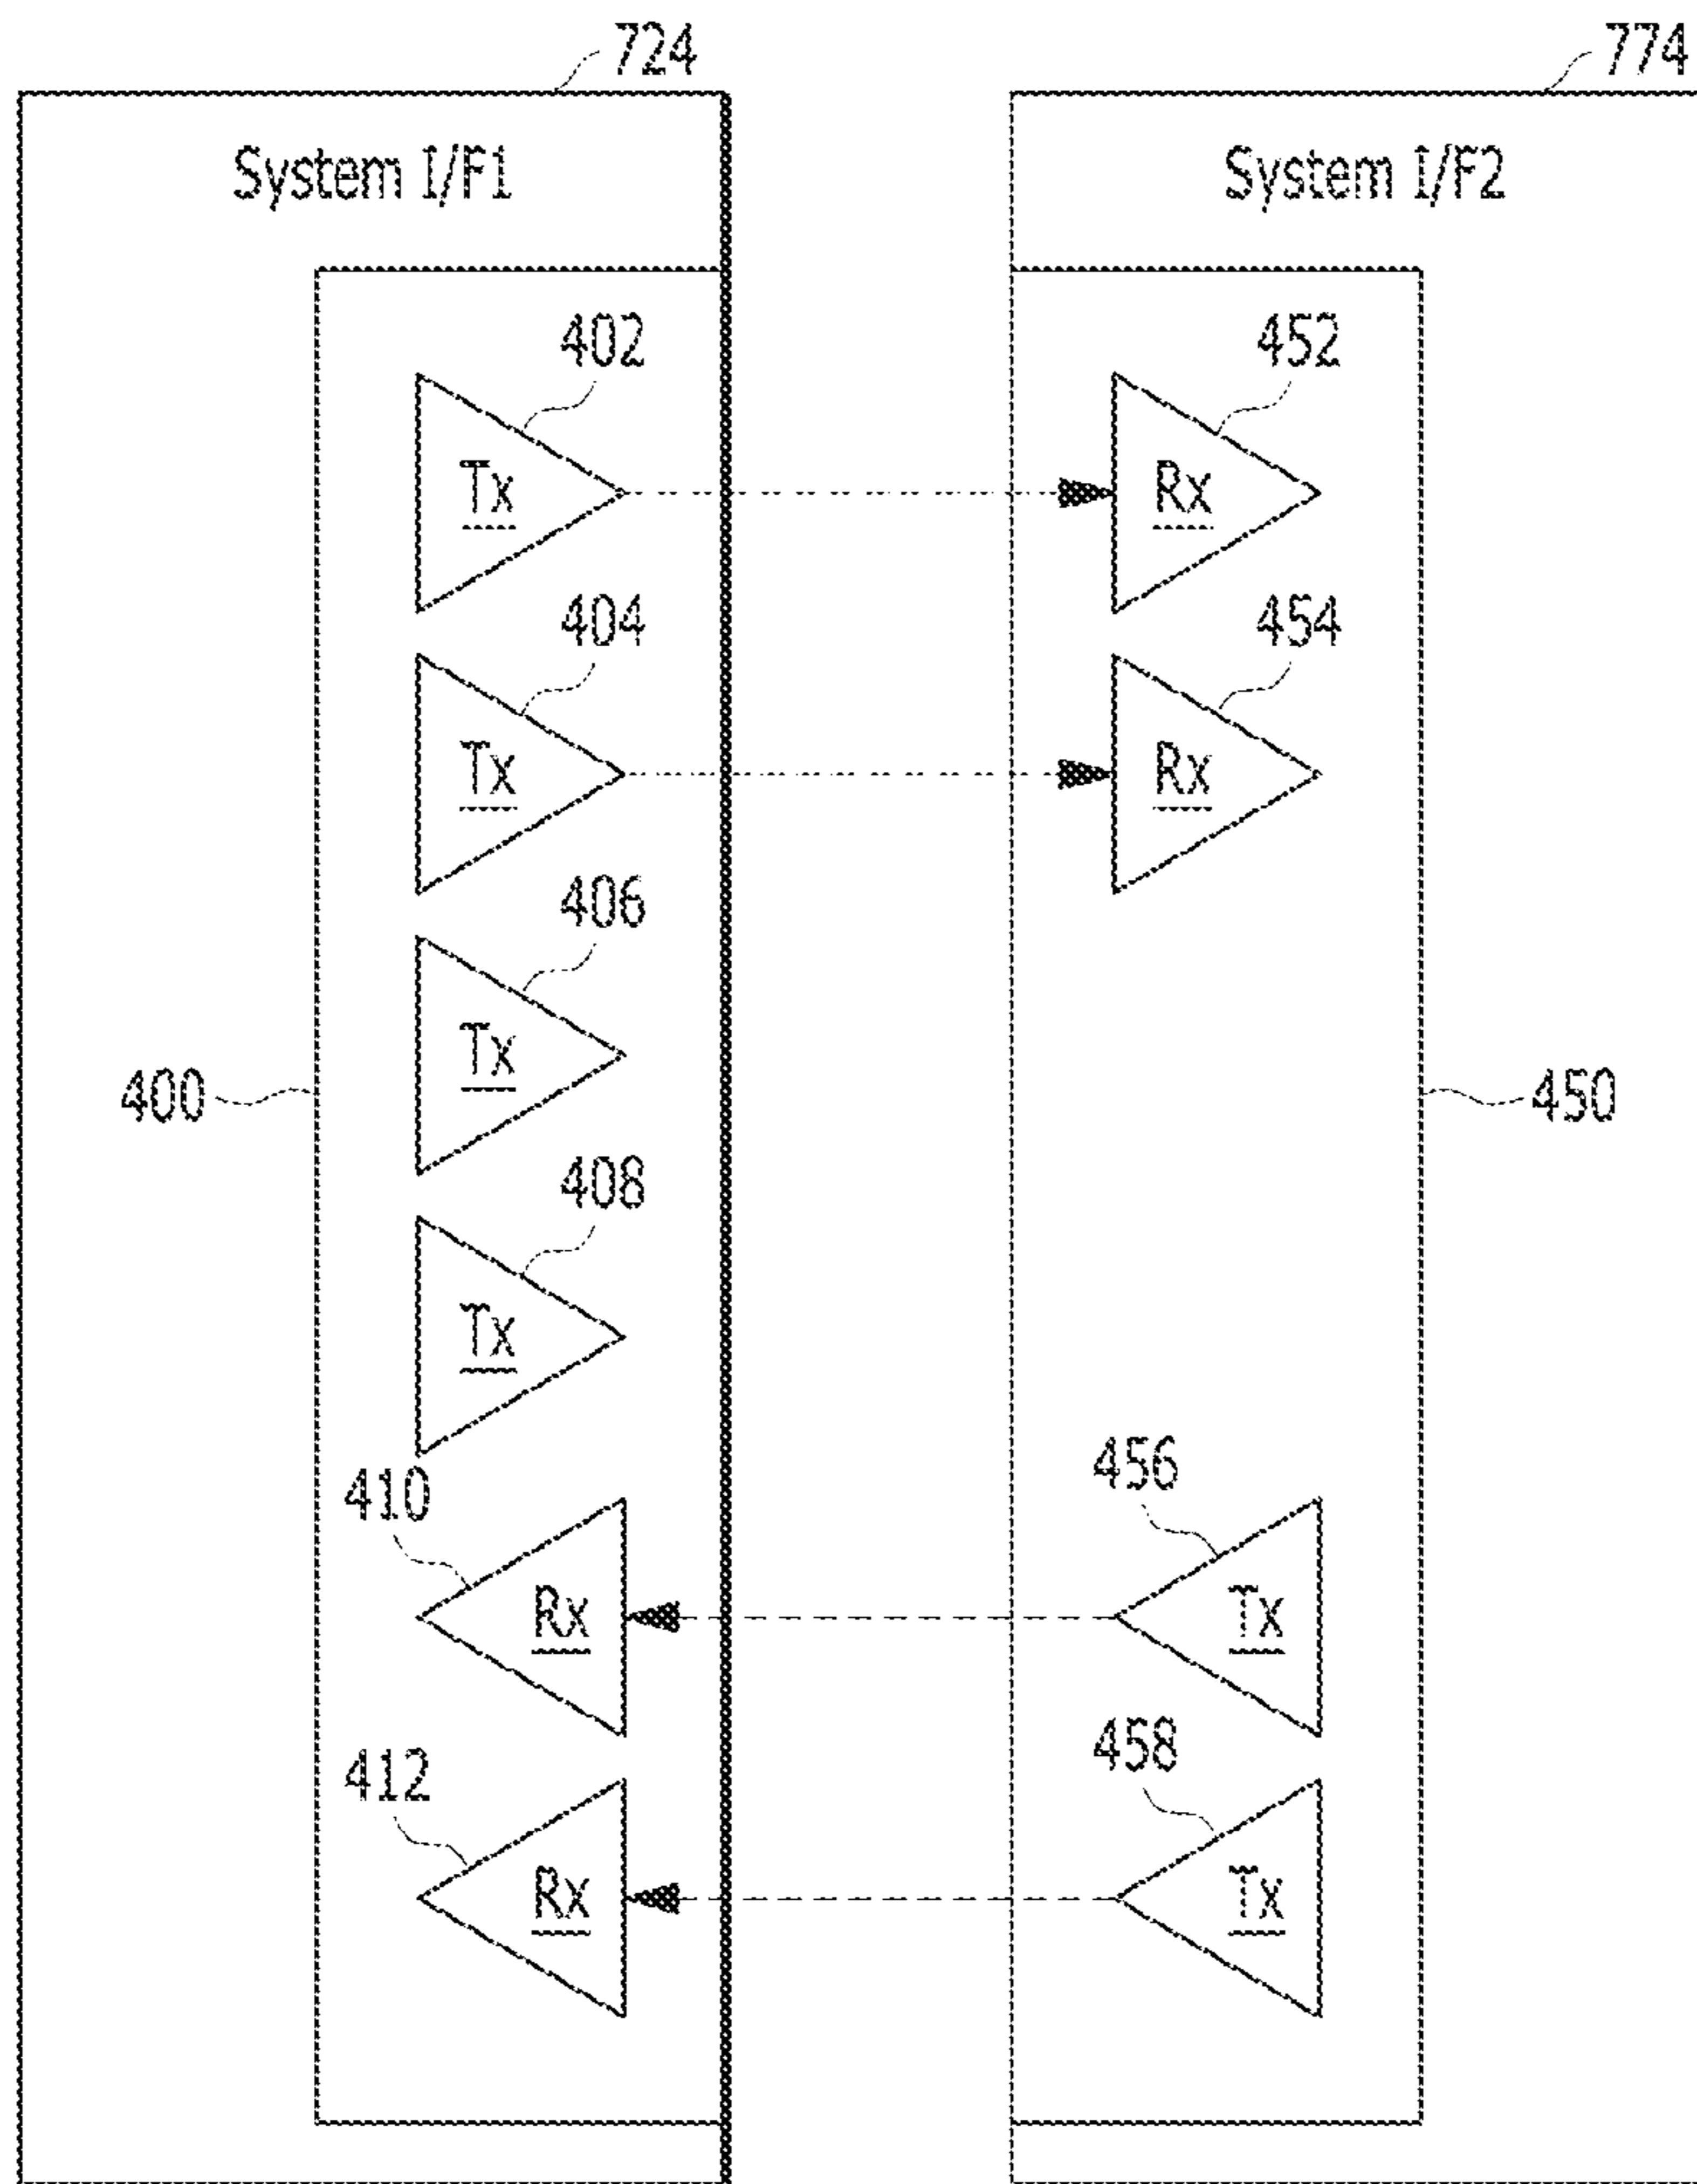 724
774
System I/F1
System I/F2
402
452
Tx
Rx
404
454
Tx
Rx
406
Tx
400
450
408
Tx
410
456
Rx
Tx
412
458
Rx
Tx